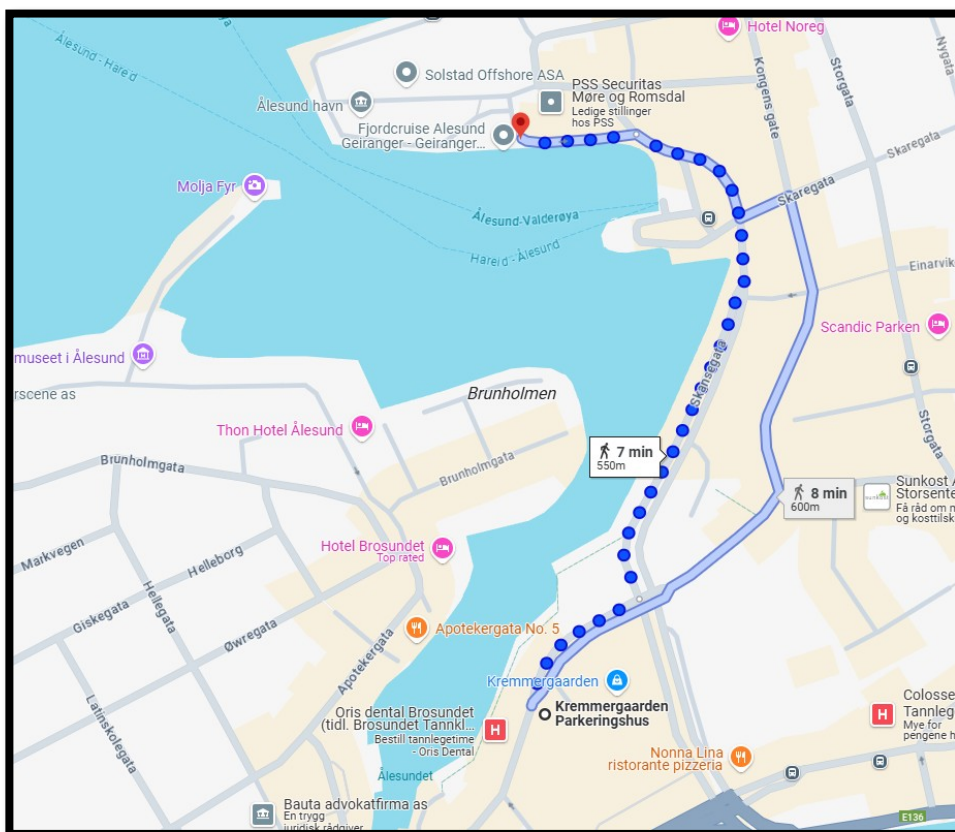 Hotel Noreg
Solstad Offshore ASA
PSS Securitas
Møre og Romsdal
Ledige stillinger
hos PSS
Ålesund - Hareid
Ålesund havn
Fjordcruise Alesund
Geiranger - Geiranger...
Kongens gate
Storgata
Nygata
Skaregata
Skaregata
Molja Fyr
Ålesund-Valderøya
Hareid - Ålesund
Einarvik
Scandic Parken
museet i Ålesund
rscene as
Brunholmen
Skansegata
Thon Hotel Ålesund
Storgata
7 min
550m
Brunholmgata
Brunholmgata
8 min
600m
Sunkost A
Storsente
Få råd om m
og kosttilsk
sunkost
Hotel Brosundet
Top rated
Markvegen
Helleborg
Hellegata
Giskegata
Øwregata
Apotekergata No. 5
Apotekergata
Kremmergaarden
Kremmergaarden
Parkeringshus
Oris dental Brosundet
(tidl. Brosundet Tannkl...
Bestill tannlegetime
- Oris Dental
H
H
Colosse
Tannleg
Mye for
pengene h
Latinskolegata
Nonna Lina
ristorante pizzeria
Ålesundet
Bauta advokatfirma as
En trygg
juridisk rådgiver
E136